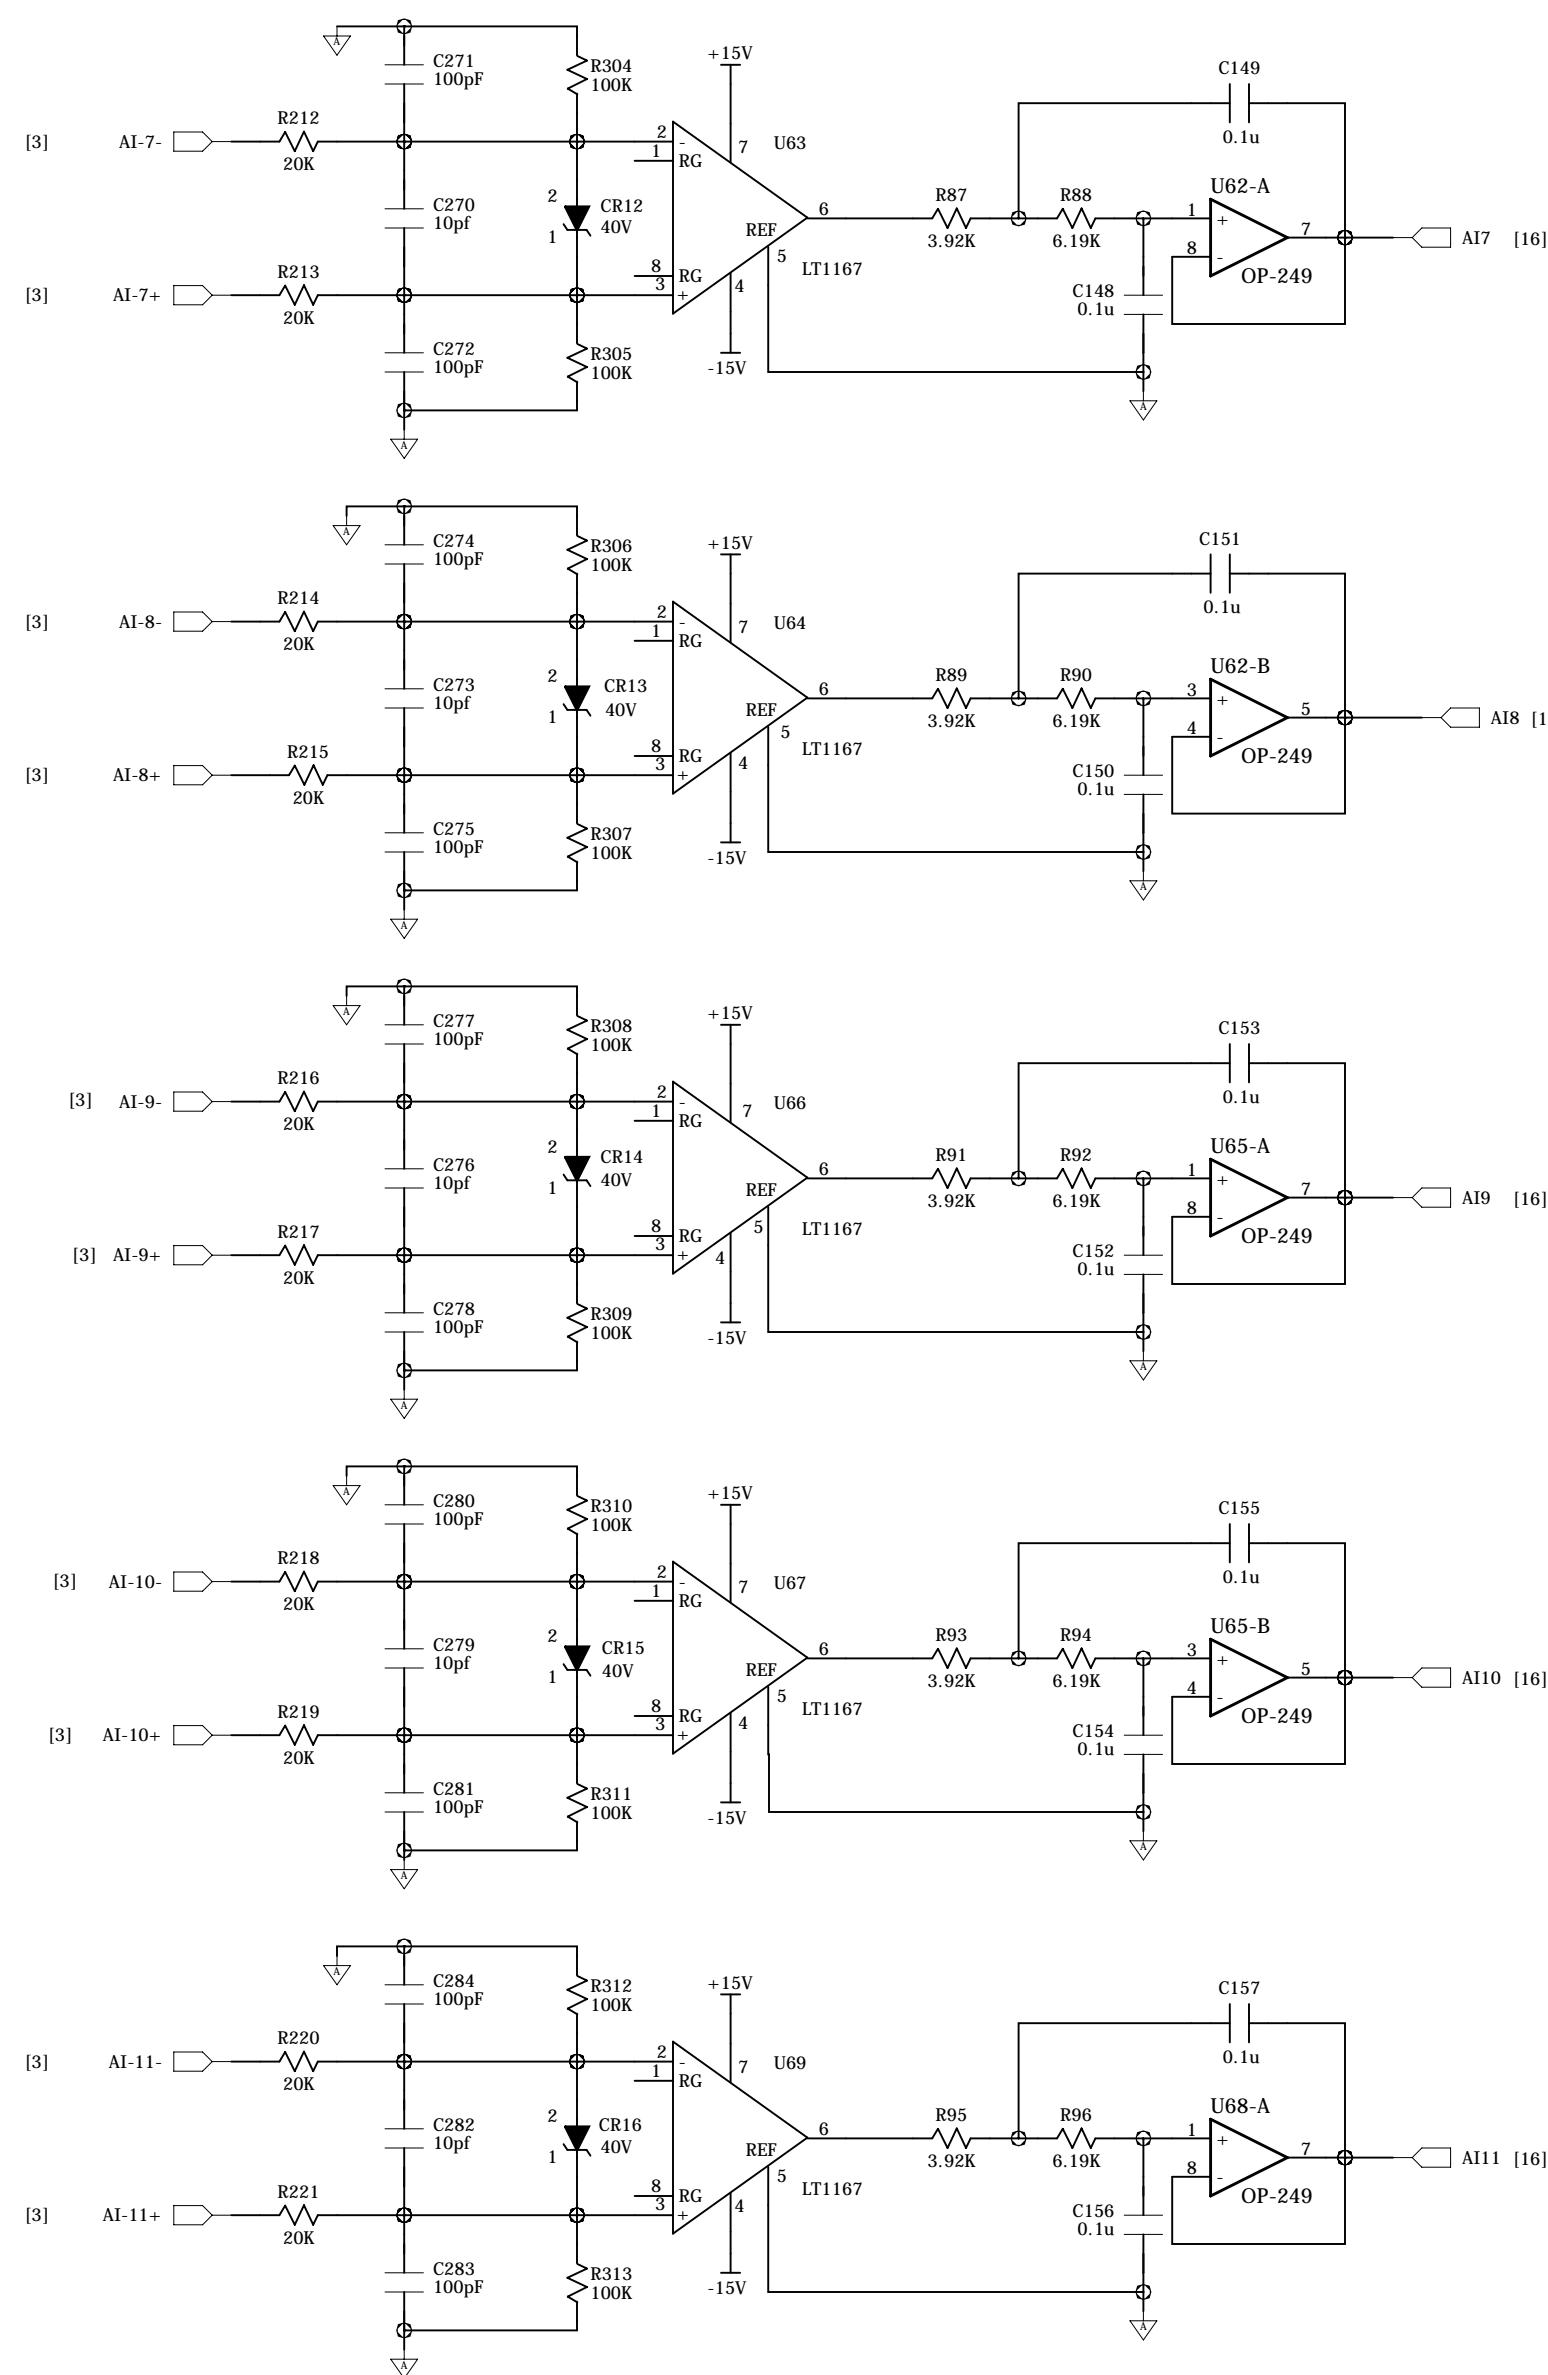 A
C271
100pF
R304
100K
+15V
C149
0.1u
[3] AI-7-
R212
20K
2
-
1
RG
7
U63
C270
10pf
2
1
CR12
40V
REF
6
R87
3.92K
R88
6.19K
U62-A
1
+
8
-
7
OP-249
AI7 [16]
[3] AI-7+
R213
20K
8
RG
3
+
5
4
LT1167
C148
0.1u
C272
100pF
R305
100K
-15V
A
A
A
C274
100pF
R306
100K
+15V
C151
0.1u
[3] AI-8-
R214
20K
2
-
1
RG
7
U64
C273
10pf
2
1
CR13
40V
REF
6
R89
3.92K
R90
6.19K
U62-B
3
+
4
-
5
OP-249
AI8 [1
[3] AI-8+
R215
20K
8
RG
3
+
5
4
LT1167
C150
0.1u
C275
100pF
R307
100K
-15V
A
A
A
C277
100pF
R308
100K
+15V
C153
0.1u
[3] AI-9-
R216
20K
2
-
1
RG
7
U66
C276
10pf
2
1
CR14
40V
REF
6
R91
3.92K
R92
6.19K
U65-A
1
+
8
-
7
OP-249
AI9 [16]
[3] AI-9+
R217
20K
8
RG
3
+
5
4
LT1167
C152
0.1u
C278
100pF
R309
100K
-15V
A
A
A
C280
100pF
R310
100K
+15V
C155
0.1u
[3] AI-10-
R218
20K
2
-
1
RG
7
U67
C279
10pf
2
1
CR15
40V
REF
6
R93
3.92K
R94
6.19K
U65-B
3
+
4
-
5
OP-249
AI10 [16]
[3] AI-10+
R219
20K
8
RG
3
+
5
4
LT1167
C154
0.1u
C281
100pF
R311
100K
-15V
A
A
A
C284
100pF
R312
100K
+15V
C157
0.1u
[3] AI-11-
R220
20K
2
-
1
RG
7
U69
C282
10pf
2
1
CR16
40V
REF
6
R95
3.92K
R96
6.19K
U68-A
1
+
8
-
7
OP-249
AI11 [16]
[3] AI-11+
R221
20K
8
RG
3
+
5
4
LT1167
C156
0.1u
C283
100pF
R313
100K
-15V
A
A